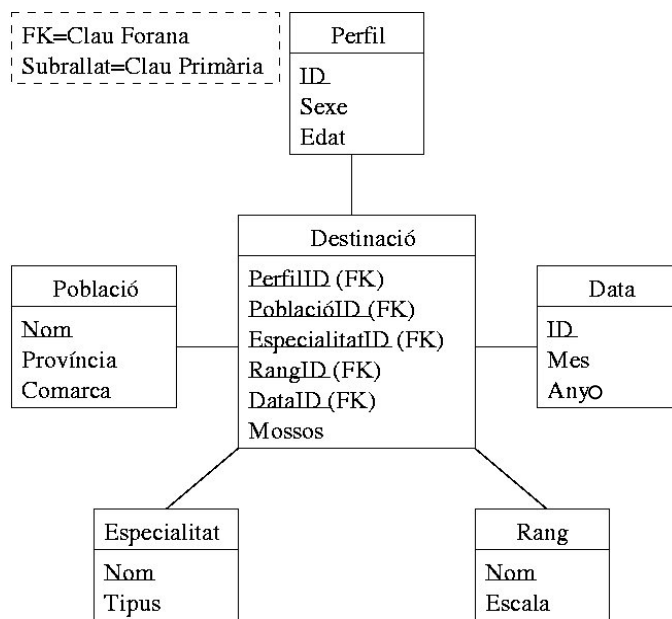 FK=Clau Forana
Subrallat=Clau Primària
Perfil
ID
Sexe
Edat
Destinació
PerfilID (FK)
PoblacióID (FK)
EspecialitatID (FK)
RangID (FK)
DataID (FK)
Mossos
Població
Nom
Província
Comarca
Data
ID
Mes
Anyo
Especialitat
Nom
Tipus
Rang
Nom
Escala